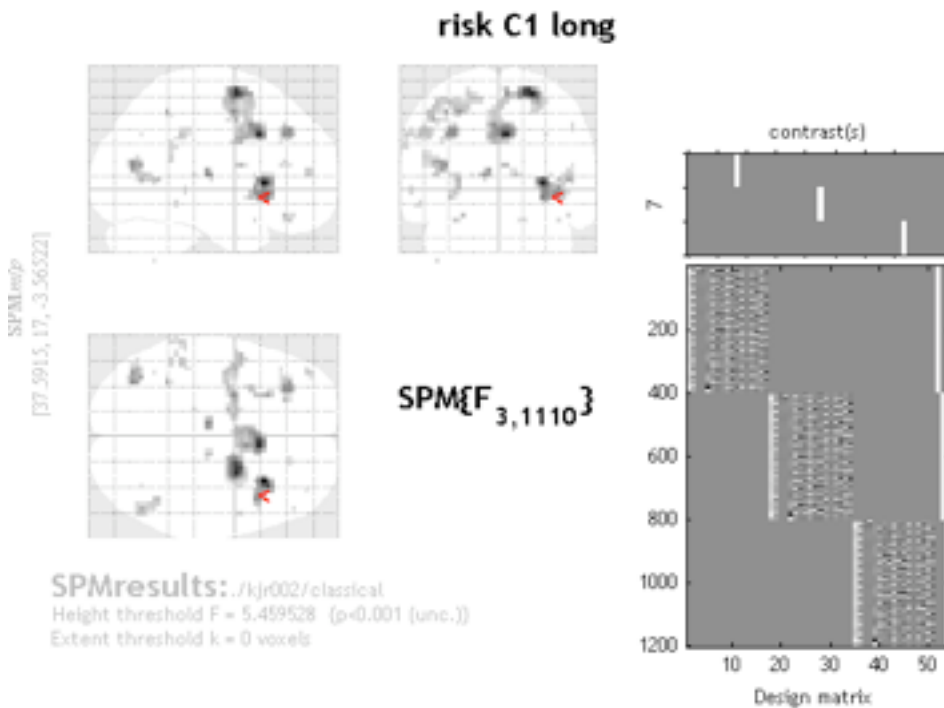 risk C1 long
contrast(s)
7
SPMmip
[37.5915, 17, -3.56522]
<
<
<
SPM{F3,1110}
200
400
600
800
1000
1200
10 20 30 40 50
Design matrix
SPMresults: ./kjr002/classical
Height threshold F = 5.459528 (p<0.001 (unc.))
Extent threshold k = 0 voxels